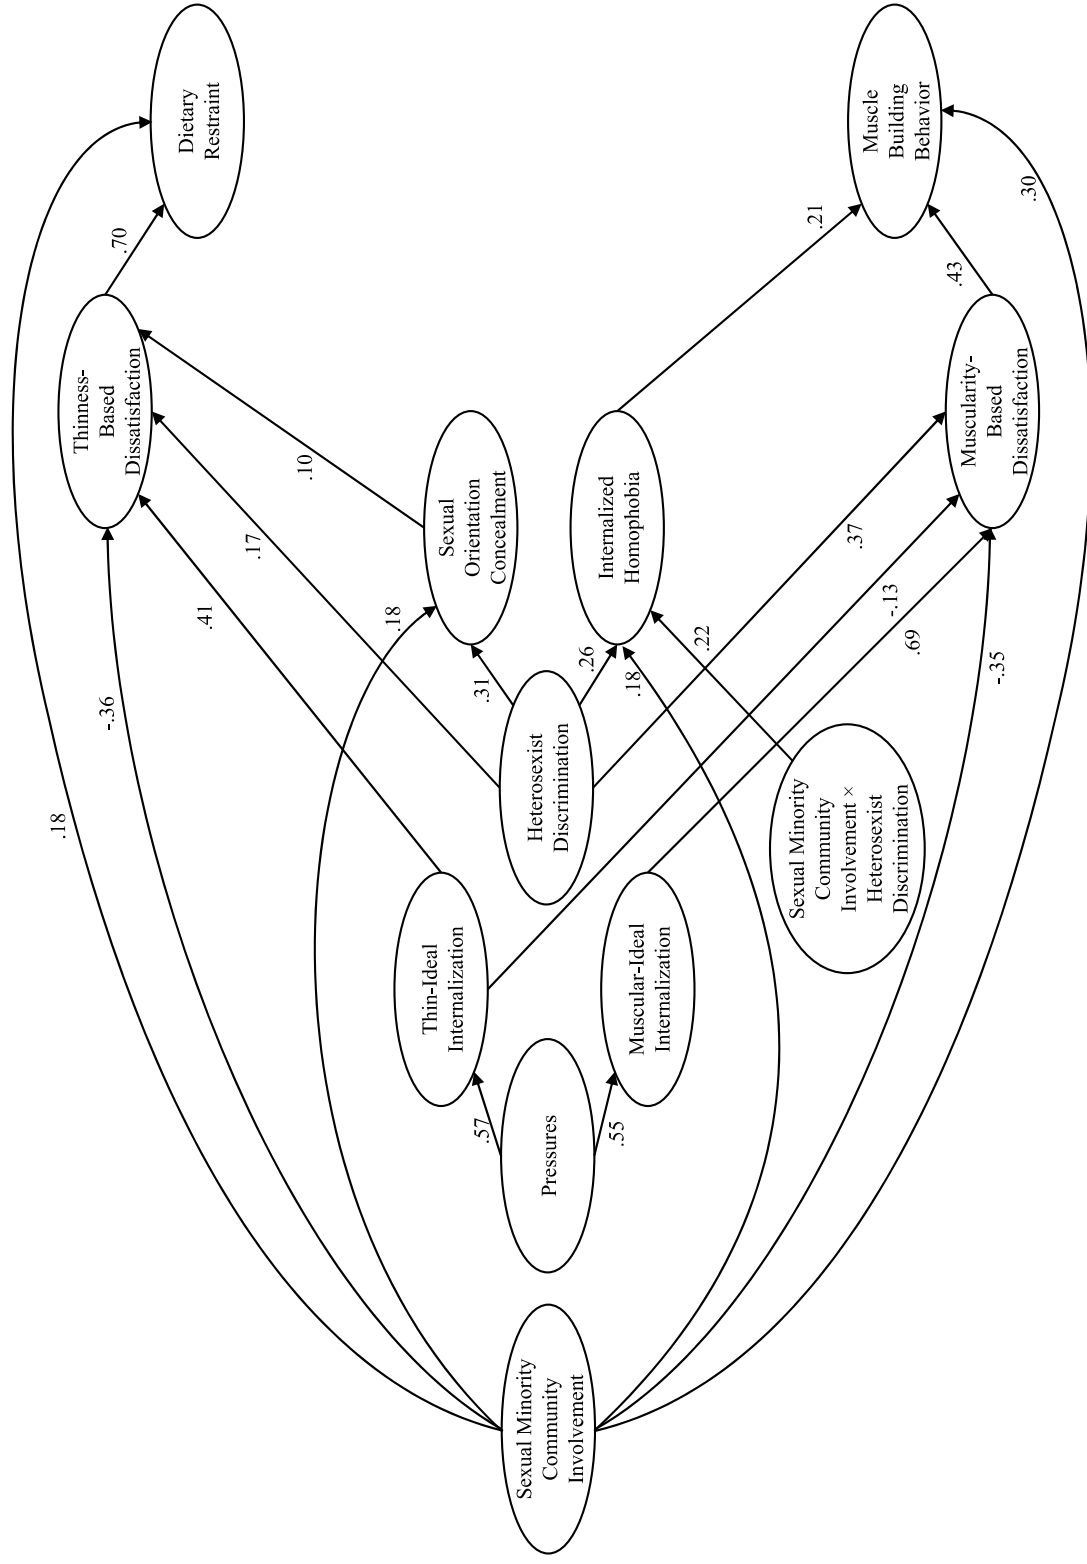 Sexual Minority
Community
Involvement
Pressures
Thin-Ideal
Internalization
Muscular-Ideal
Internalization
Heterosexist
Discrimination
Sexual Minority
Community
Involvement ×
Heterosexist
Discrimination
Sexual
Orientation
Concealment
Internalized
Homophobia
Thinness-
Based
Dissatisfaction
Muscularity-
Based
Dissatisfaction
Dietary
Restraint
Muscle
Building
Behavior
.18
-.36
.70
.41
.17
.10
.18
.57
.31
.26
.18
.55
.22
.21
.37
-.13
.69
.43
-.35
.30